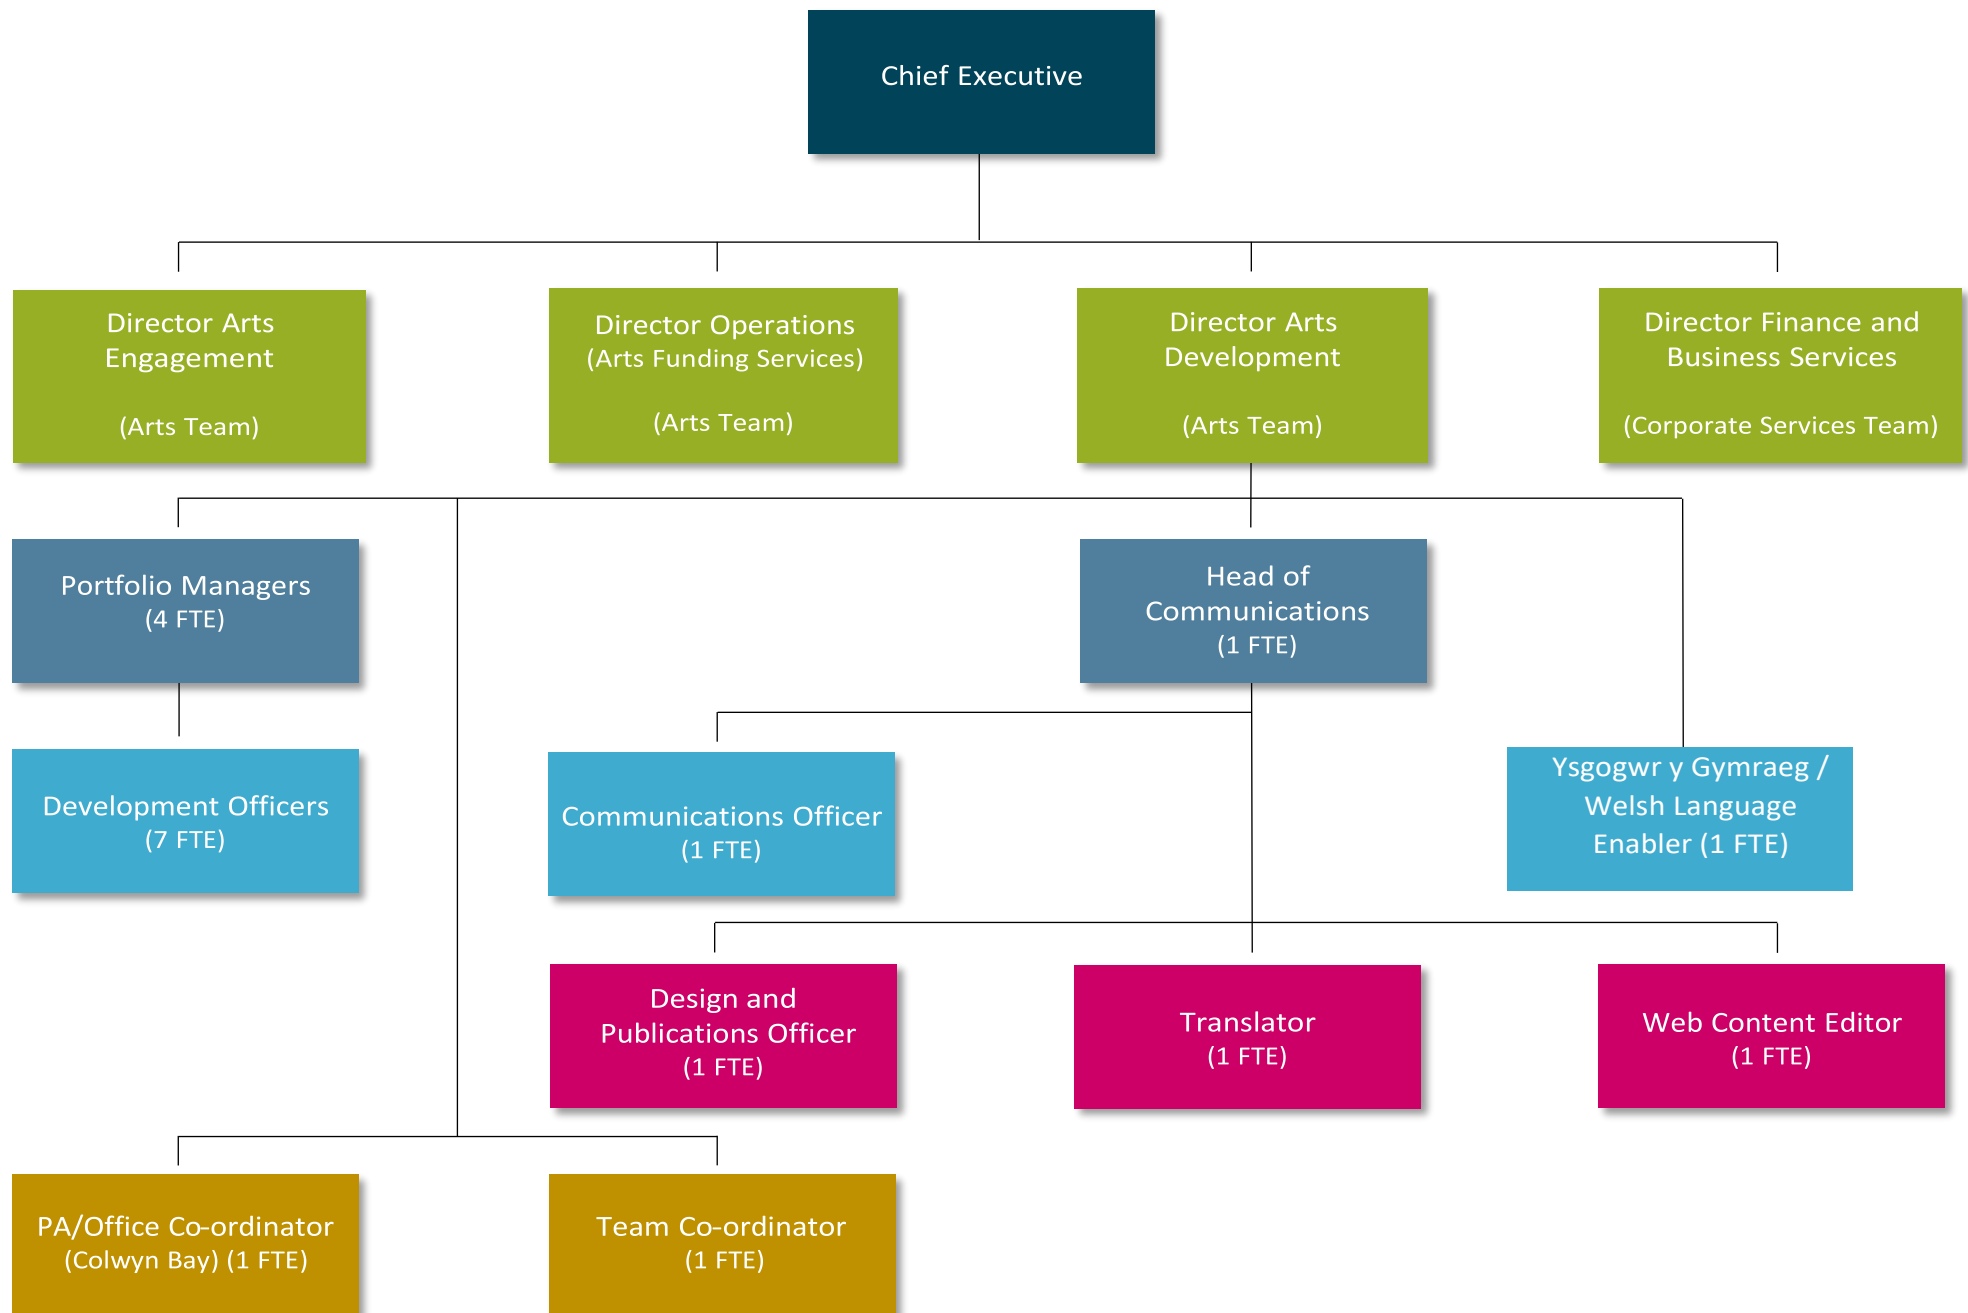 Chief Executive
Director Arts
Engagement
(Arts Team)
Director Operations
(Arts Funding Services)
(Arts Team)
Director Arts
Development
(Arts Team)
Director Finance and
Business Services
(Corporate Services Team)
Portfolio Managers
(4 FTE)
Head of
Communications
(1 FTE)
Development Officers
(7 FTE)
Communications Officer
(1 FTE)
Ysgogwr y Gymraeg /
Welsh Language
Enabler (1 FTE)
Design and
Publications Officer
(1 FTE)
Translator
(1 FTE)
Web Content Editor
(1 FTE)
PA/Office Co-ordinator
(Colwyn Bay) (1 FTE)
Team Co-ordinator
(1 FTE)